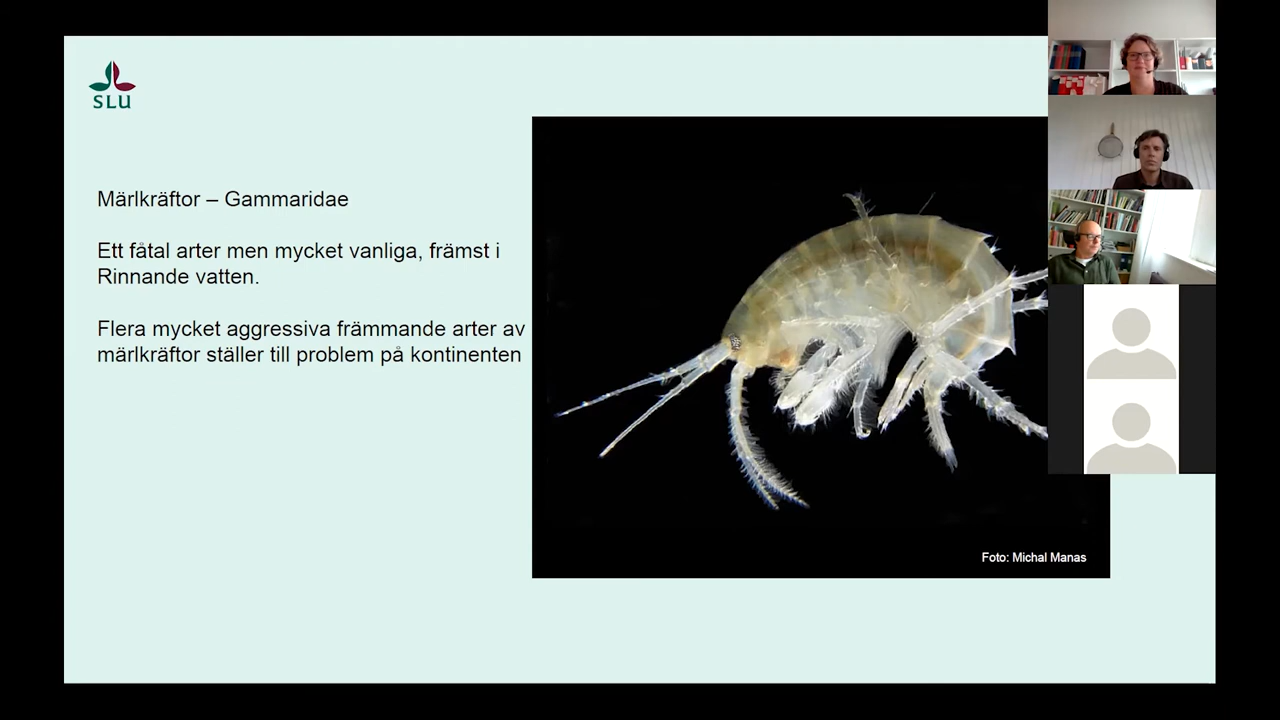 SLU
Märlkräftor – Gammaridae
Ett fåtal arter men mycket vanliga, främst i
Rinnande vatten.
Flera mycket aggressiva främmande arter av
märlkräftor ställer till problem på kontinenten
Foto: Michal Manas